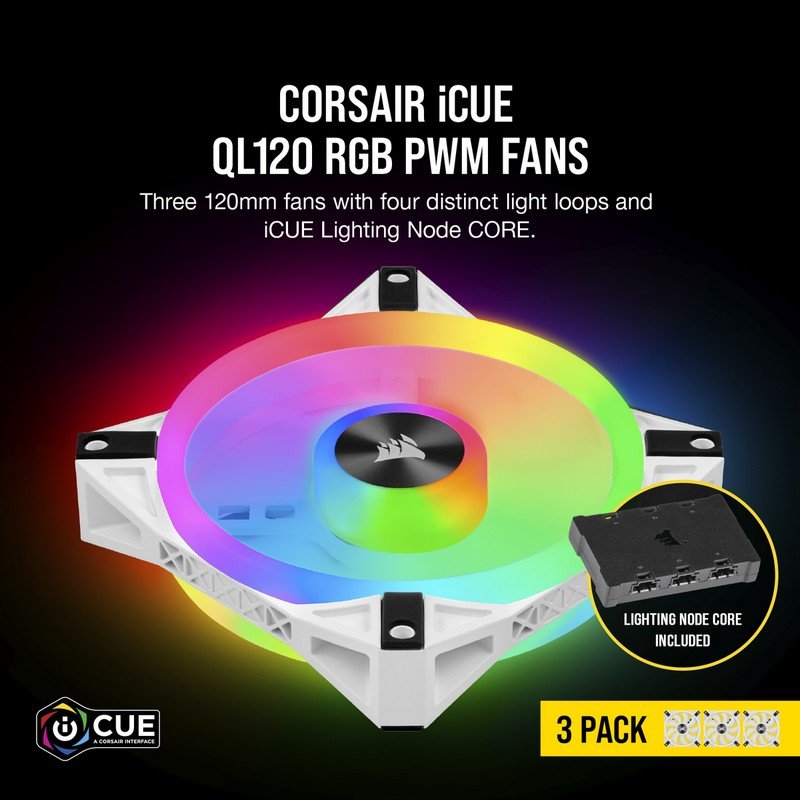 CORSAIR iCUE
QL120 RGB PWM FANS
Three 120mm fans with four distinct light loops and
iCUE Lighting Node CORE.
LIGHTING NODE CORE
INCLUDED
i CUE
A CORSAIR INTERFACE
3 PACK